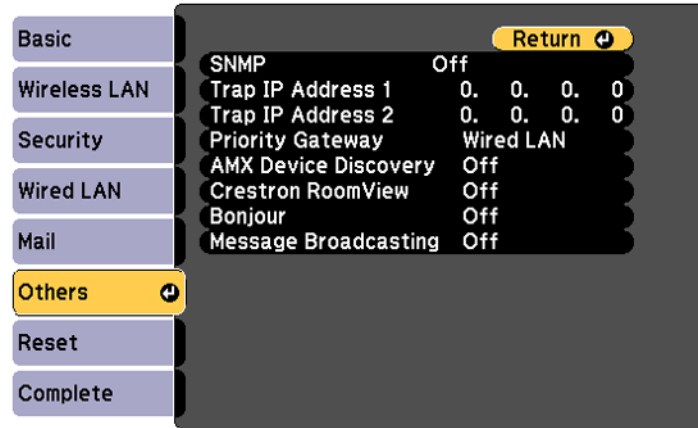 Basic
Wireless LAN
Security
Wired LAN
Mail
Others
Reset
Complete
Return
SNMP Off
Trap IP Address 1 0. 0. 0. 0
Trap IP Address 2 0. 0. 0. 0
Priority Gateway Wired LAN
AMX Device Discovery Off
Crestron RoomView Off
Bonjour Off
Message Broadcasting Off